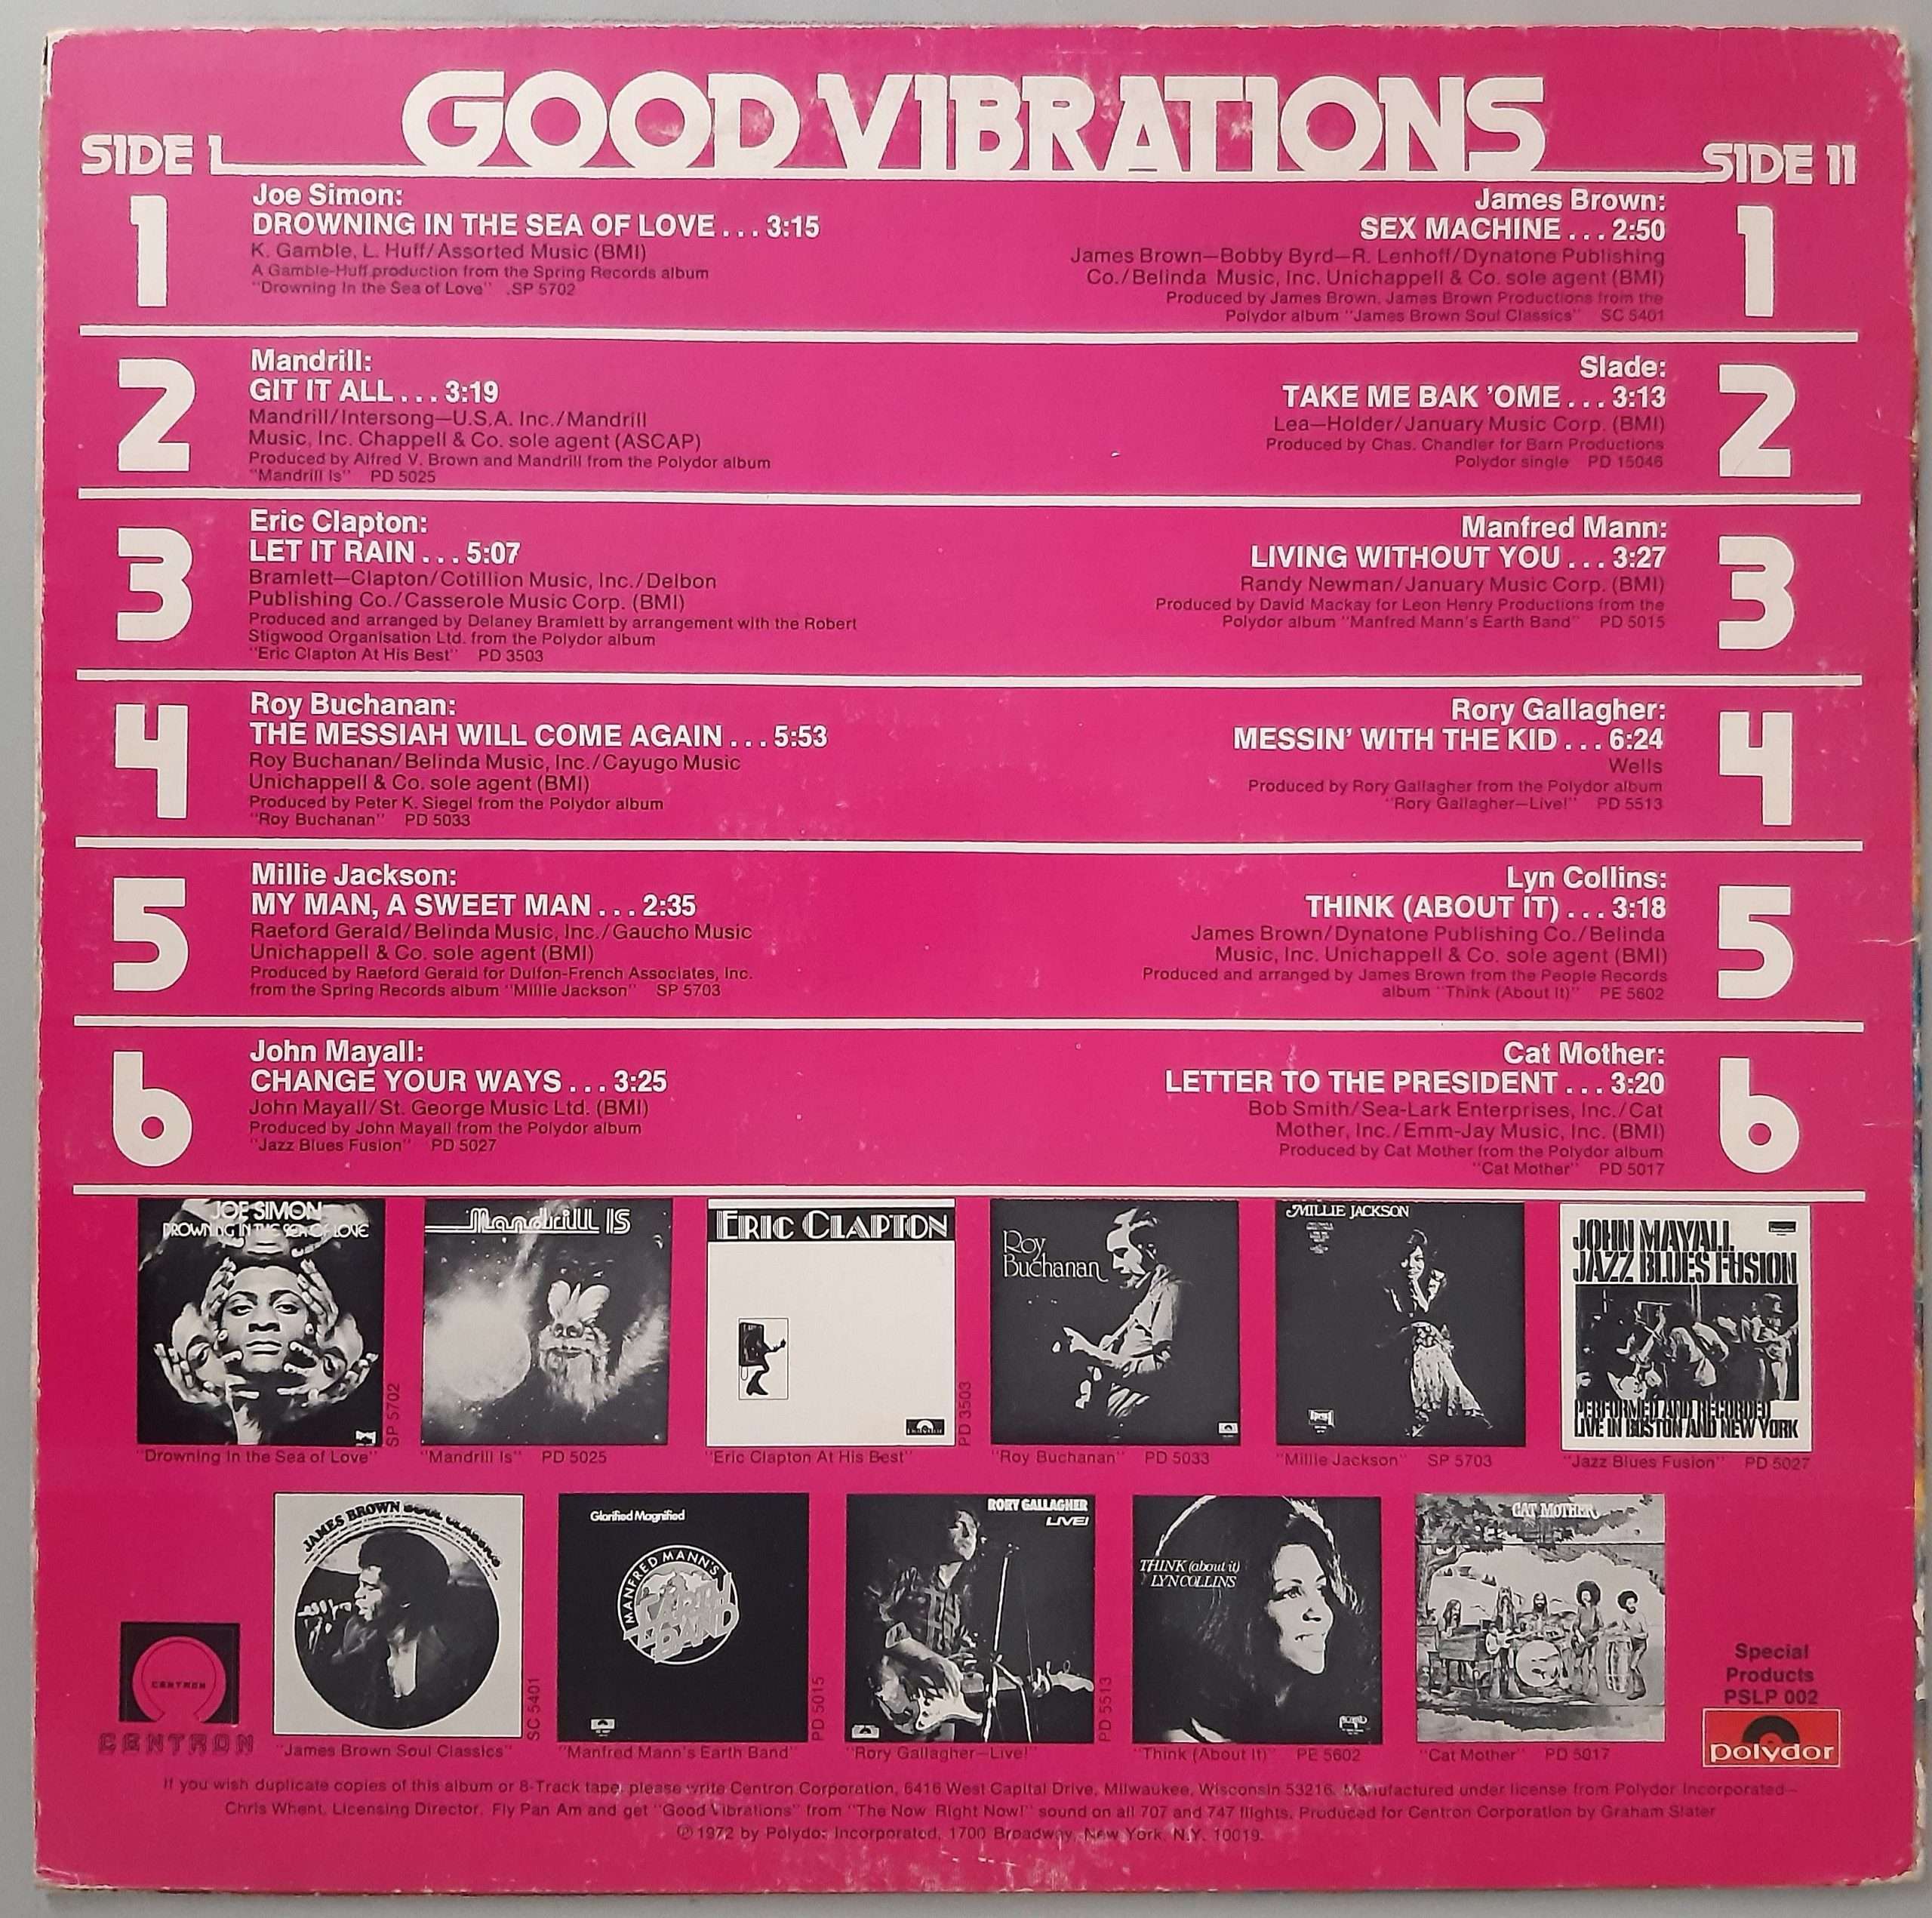 GOOD VIBRATIONS
SIDE I
1
Joe Simon:
DROWNING IN THE SEA OF LOVE . . . 3:15
K. Gamble, L. Huff/Assorted Music (BMI)
A Gamble-Huff production from the Spring Records album
"Drowning In the Sea of Love" .SP 5702
2
Mandrill:
GIT IT ALL . . . 3:19
Mandrill/Intersong—U.S.A. Inc./Mandrill
Music, Inc. Chappell & Co. sole agent (ASCAP)
Produced by Alfred V. Brown and Mandrill from the Polydor album
"Mandrill Is" PD 5025
3
Eric Clapton:
LET IT RAIN . . . 5:07
Bramlett—Clapton/Cotillion Music, Inc./Delbon
Publishing Co./Casserole Music Corp. (BMI)
Produced and arranged by Delaney Bramlett by arrangement with the Robert
Stigwood Organisation Ltd. from the Polydor album
"Eric Clapton At His Best" PD 3503
4
Roy Buchanan:
THE MESSIAH WILL COME AGAIN . . . 5:53
Roy Buchanan/Belinda Music, Inc./Cayugo Music
Unichappell & Co. sole agent (BMI)
Produced by Peter K. Siegel from the Polydor album
"Roy Buchanan" PD 5033
5
Millie Jackson:
MY MAN, A SWEET MAN . . . 2:35
Raeford Gerald/Belinda Music, Inc./Gaucho Music
Unichappell & Co. sole agent (BMI)
Produced by Raeford Gerald for Dulfon-French Associates, Inc.
from the Spring Records album "Millie Jackson" SP 5703
6
John Mayall:
CHANGE YOUR WAYS . . . 3:25
John Mayall/St. George Music Ltd. (BMI)
Produced by John Mayall from the Polydor album
"Jazz Blues Fusion" PD 5027
SIDE II
1
James Brown:
SEX MACHINE . . . 2:50
James Brown—Bobby Byrd—R. Lenhoff/Dynatone Publishing
Co./Belinda Music, Inc. Unichappell & Co. sole agent (BMI)
Produced by James Brown. James Brown Productions from the
Polydor album "James Brown Soul Classics" SC 5401
2
Slade:
TAKE ME BAK 'OME . . . 3:13
Lea—Holder/January Music Corp. (BMI)
Produced by Chas. Chandler for Barn Productions
Polydor single PD 15046
3
Manfred Mann:
LIVING WITHOUT YOU . . . 3:27
Randy Newman/January Music Corp. (BMI)
Produced by David Mackay for Leon Henry Productions from the
Polydor album "Manfred Mann's Earth Band" PD 5015
4
Rory Gallagher:
MESSIN' WITH THE KID . . . 6:24
Wells
Produced by Rory Gallagher from the Polydor album
"Rory Gallagher—Live!" PD 5513
5
Lyn Collins:
THINK (ABOUT IT) . . . 3:18
James Brown/Dynatone Publishing Co./Belinda
Music, Inc. Unichappell & Co. sole agent (BMI)
Produced and arranged by James Brown from the People Records
album "Think (About It)" PE 5602
6
Cat Mother:
LETTER TO THE PRESIDENT . . . 3:20
Bob Smith/Sea-Lark Enterprises, Inc./Cat
Mother, Inc./Emm-Jay Music, Inc. (BMI)
Produced by Cat Mother from the Polydor album
"Cat Mother" PD 5017
JOE SIMON
DROWNING IN THE SEA OF LOVE
"Drowning In the Sea of Love"
SP 5702
Mandrill IS
"Mandrill Is" PD 5025
ERIC CLAPTON
"Eric Clapton At His Best"
PD 3503
Roy
Buchanan
"Roy Buchanan" PD 5033
MILLIE JACKSON
"Millie Jackson" SP 5703
JOHN MAYALL
JAZZ BLUES FUSION
PERFORMED AND RECORDED
LIVE IN BOSTON AND NEW YORK
"Jazz Blues Fusion" PD 5027
JAMES BROWN SOUL CLASSICS
"James Brown Soul Classics"
SC 5401
Glorified Magnified
MANFRED MANN'S
EARTH
BAND
"Manfred Mann's Earth Band"
PD 5015
RORY GALLAGHER
LIVE!
"Rory Gallagher—Live!"
PD 5513
THINK (about it)
LYN COLLINS
"Think (About It)" PE 5602
CAT MOTHER
"Cat Mother" PD 5017
CENTRON
CENTRON
Special
Products
PSLP 002
polydor
If you wish duplicate copies of this album or 8-Track tape, please write Centron Corporation, 6416 West Capital Drive, Milwaukee, Wisconsin 53216. Manufactured under license from Polydor Incorporated—
Chris Whent, Licensing Director. Fly Pan Am and get "Good Vibrations" from "The Now Right Now!" sound on all 707 and 747 flights. Produced for Centron Corporation by Graham Slater
℗ 1972 by Polydor Incorporated, 1700 Broadway, New York, N.Y. 10019.